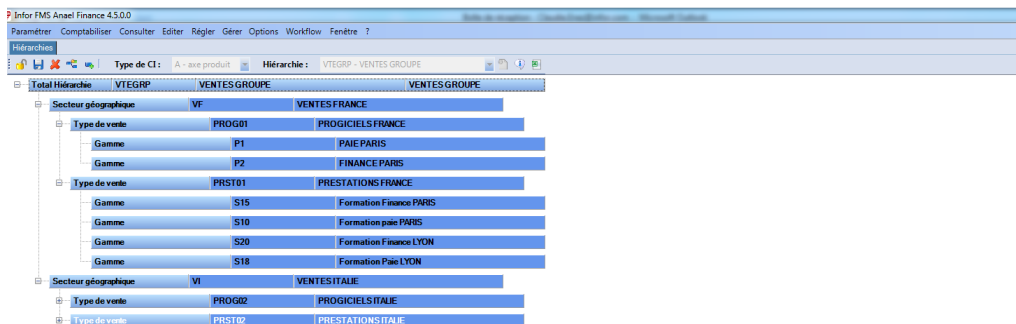 Infor FMS Anael Finance 4.5.0.0
Paramétrer Comptabiliser Consulter Editer Régler Gérer Options Workflow Fenêtre ?
Hiérarchies
Type de CI : A - axe produit Hiérarchie : VTEGRP - VENTES GROUPE
Total Hiérarchie VTEGRP VENTES GROUPE VENTES GROUPE
Secteur géographique VF VENTES FRANCE
Type de vente PROG01 PROGICIELS FRANCE
Gamme P1 PAIE PARIS
Gamme P2 FINANCE PARIS
Type de vente PRST01 PRESTATIONS FRANCE
Gamme S15 Formation Finance PARIS
Gamme S10 Formation paie PARIS
Gamme S20 Formation Finance LYON
Gamme S18 Formation Paie LYON
Secteur géographique VI VENTES ITALIE
Type de vente PROG02 PROGICIELS ITALIE
Type de vente PRST02 PRESTATIONS ITALIE